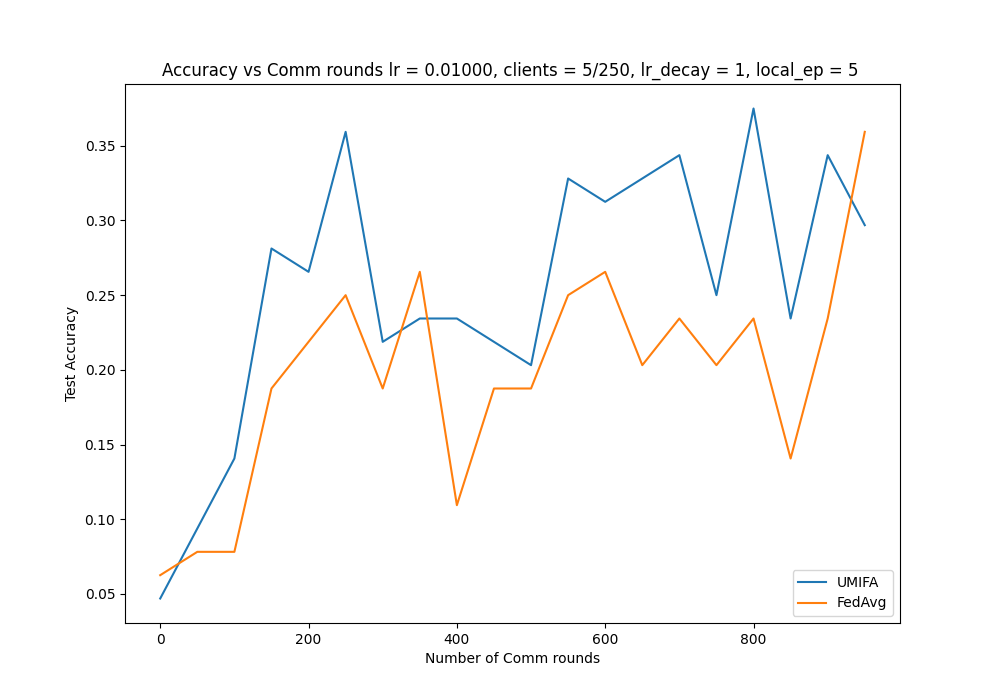 Accuracy vs Comm rounds lr = 0.01000, clients = 5/250, lr_decay = 1, local_ep = 5
0.35
0.30
0.25
0.20
0.15
0.10
0.05
Test Accuracy
UMIFA
FedAvg
0 200 400 600 800
Number of Comm rounds